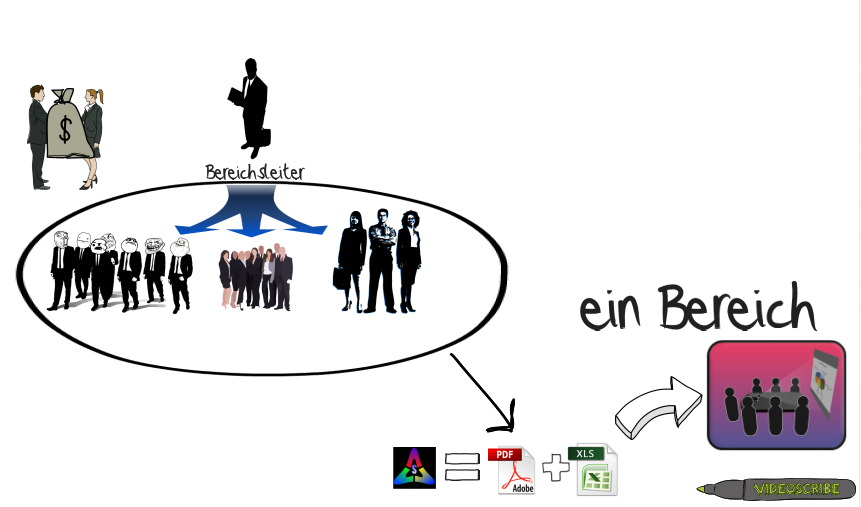 $
Bereichsleiter
ein Bereich
$
PDF
XLS
Adobe
VIDEOSCRIBE